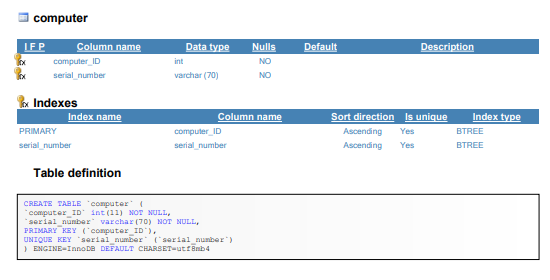 computer
I F P Column name Data type Nulls Default Description
computer_ID int NO
serial_number varchar (70) NO
Indexes
Index name Column name Sort direction Is unique Index type
PRIMARY computer_ID Ascending Yes BTREE
serial_number serial_number Ascending Yes BTREE
Table definition
CREATE TABLE `computer` (
`computer_ID` int(11) NOT NULL,
`serial_number` varchar(70) NOT NULL,
PRIMARY KEY (`computer_ID`),
UNIQUE KEY `serial_number` (`serial_number`)
) ENGINE=InnoDB DEFAULT CHARSET=utf8mb4